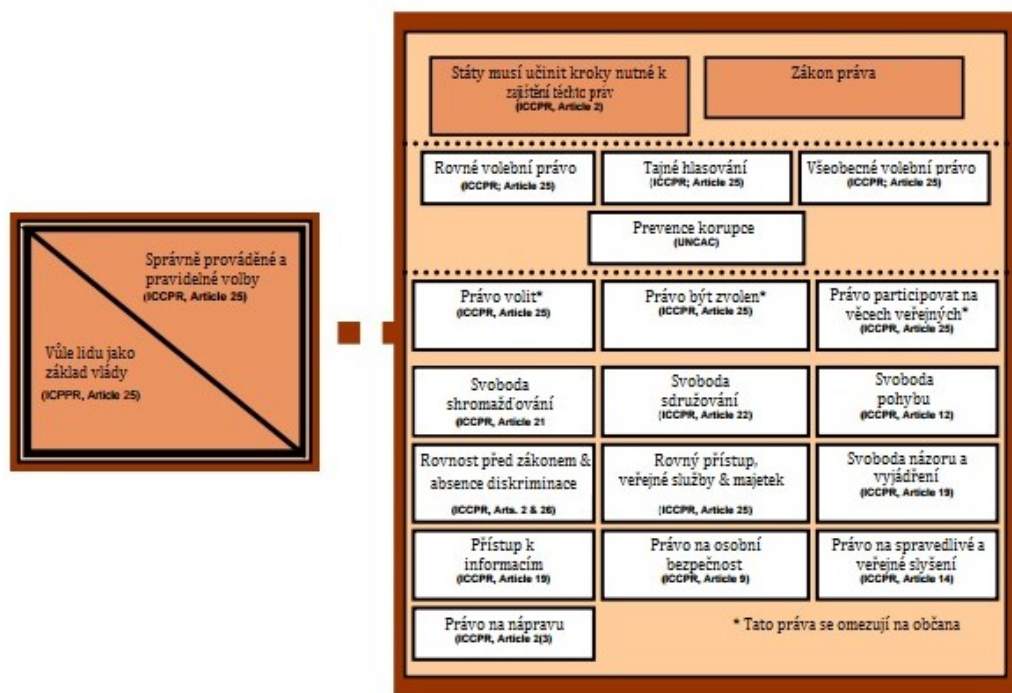 Správně prováděné a
pravidelné volby
(ICCPR, Article 25)
Vůle lidu jako
základ vlády
(ICPPR, Article 25)
Státy musí učinit kroky nutné k
zajištění těchto práv
(ICCPR, Article 2)
Zákon práva
Rovné volební právo
(ICCPR; Article 25)
Tajné hlasování
(ICCPR; Article 25)
Všeobecné volební právo
(ICCPR; Article 25)
Prevence korupce
(UNCAC)
Právo volit*
(ICCPR, Article 25)
Právo být zvolen*
(ICCPR, Article 25)
Právo participovat na
věcech veřejných*
(ICCPR, Article 25)
Svoboda
shromažďování
(ICCPR, Article 21
Svoboda
sdružování
(ICCPR, Article 22)
Svoboda
pohybu
(ICCPR, Article 12)
Rovnost před zákonem &
absence diskriminace
(ICCPR, Arts. 2 & 26)
Rovný přístup,
veřejné služby & majetek
(ICCPR, Article 25)
Svoboda názoru a
vyjádření
(ICCPR, Article 19)
Přístup k
informacím
(ICCPR, Article 19)
Právo na osobní
bezpečnost
(ICCPR, Article 9)
Právo na spravedlivé a
veřejné slyšení
(ICCPR, Article 14)
Právo na nápravu
(ICCPR, Article 2(3)
* Tato práva se omezují na občana